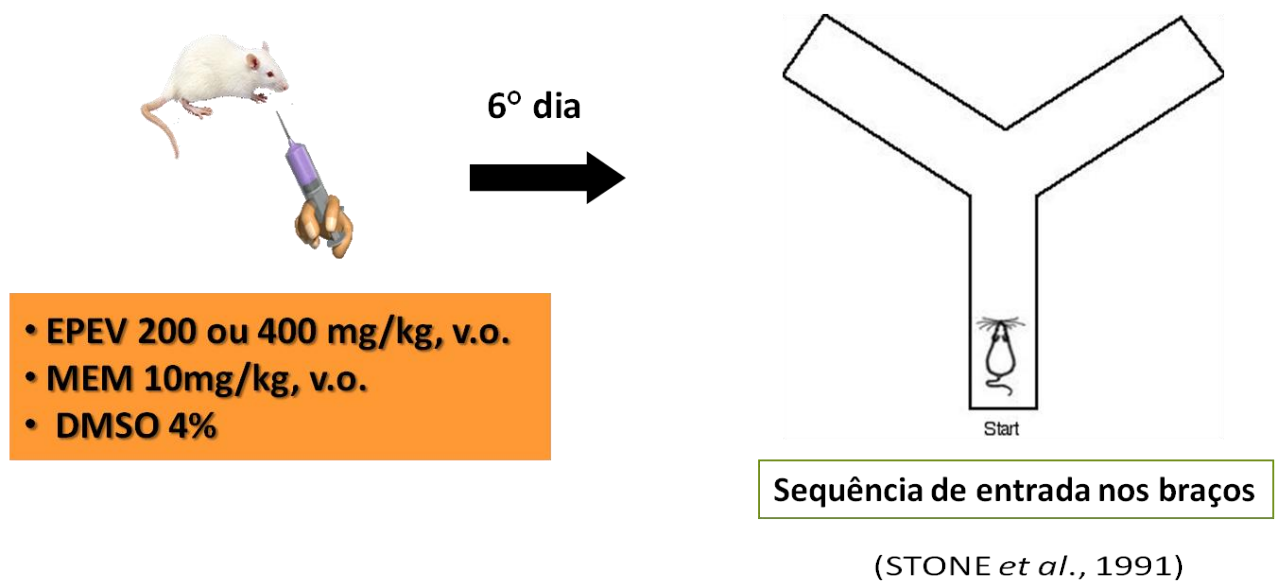 6° dia
• EPEV 200 ou 400 mg/kg, v.o.
• MEM 10mg/kg, v.o.
• DMSO 4%
Start
Sequência de entrada nos braços
(STONE et al., 1991)